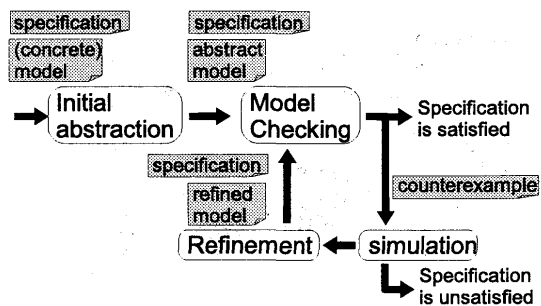 specification
(concrete)
model
specification
abstract
model
Initial
abstraction
Model
Checking
Specification
is satisfied
specification
refined
model
counterexample
Refinement
simulation
Specification
is unsatisfied